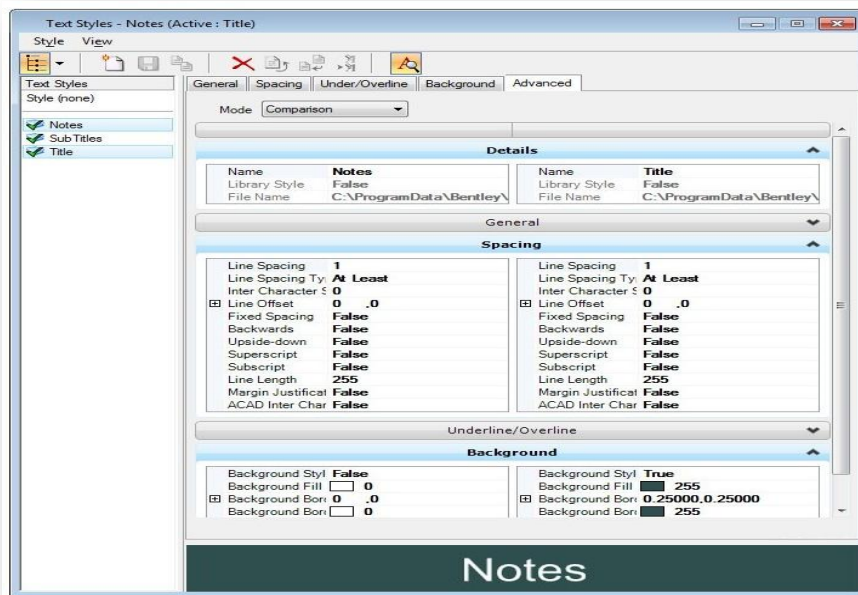 Text Styles - Notes (Active : Title)
Style View
Text Styles
Style (none)
Notes
SubTitles
Title
General Spacing Under/Overline Background Advanced
Mode Comparison
Details
Name Notes Name Title
Library Style False Library Style False
File Name C:\ProgramData\Bentley\ File Name C:\ProgramData\Bentley\
General
Spacing
Line Spacing 1 Line Spacing 1
Line Spacing Ty At Least Line Spacing Ty At Least
Inter Character S 0 Inter Character S 0
Line Offset 0 .0 Line Offset 0 .0
Fixed Spacing False Fixed Spacing False
Backwards False Backwards False
Upside-down False Upside-down False
Superscript False Superscript False
Subscript False Subscript False
Line Length 255 Line Length 255
Margin Justificat False Margin Justificat False
ACAD Inter Char False ACAD Inter Char False
Underline/Overline
Background
Background Styl False Background Styl True
Background Fill 0 Background Fill 255
Background Bor 0 .0 Background Bor 0.25000,0.25000
Background Bor 0 Background Bor 255
Notes